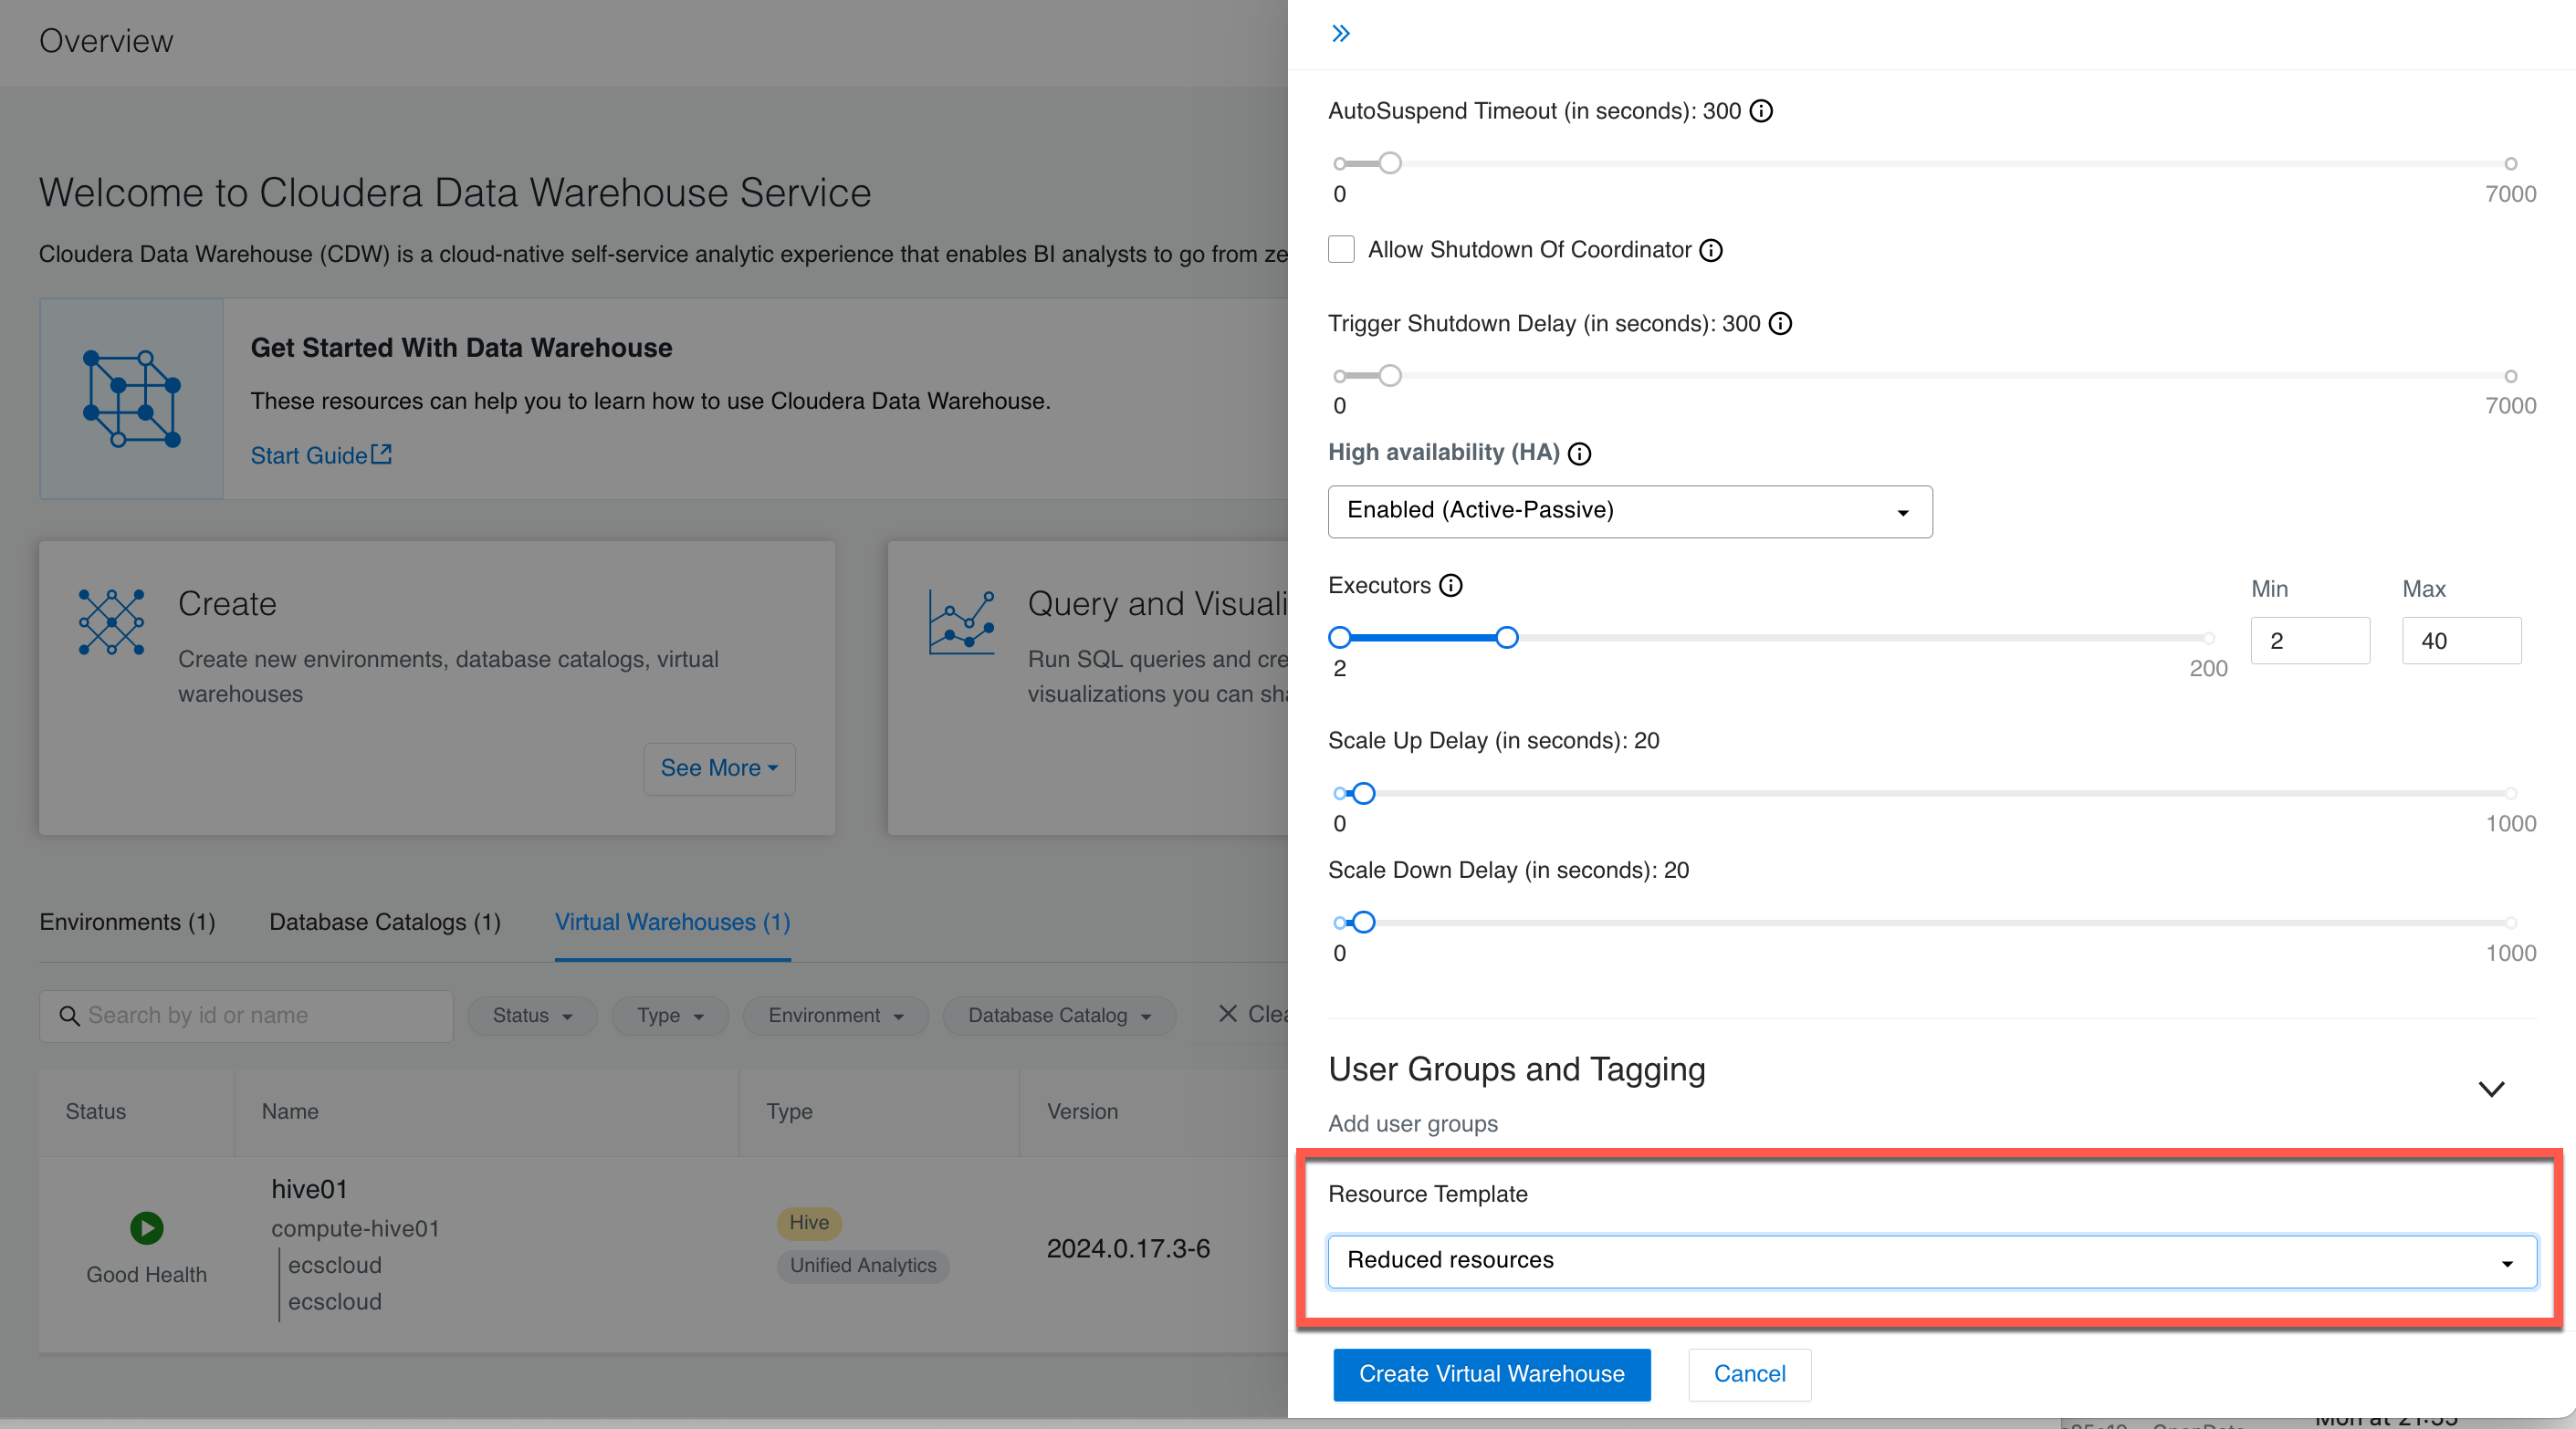 Overview
Welcome to Cloudera Data Warehouse Service
Cloudera Data Warehouse (CDW) is a cloud-native self-service analytic experience that enables BI analysts to go from ze
Get Started With Data Warehouse
These resources can help you to learn how to use Cloudera Data Warehouse.
Start Guide
Create
Create new environments, database catalogs, virtual
warehouses
See More
Query and Visuali
Run SQL queries and cre
visualizations you can sha
Environments (1)
Database Catalogs (1)
Virtual Warehouses (1)
Search by id or name
Status
Type
Environment
Database Catalog
Clea
Status
Name
Type
Version
Good Health
hive01
compute-hive01
ecscloud
ecscloud
Hive
Unified Analytics
2024.0.17.3-6
AutoSuspend Timeout (in seconds): 300
0
7000
Allow Shutdown Of Coordinator
Trigger Shutdown Delay (in seconds): 300
0
7000
High availability (HA)
Enabled (Active-Passive)
Executors
Min
Max
2
40
2
200
Scale Up Delay (in seconds): 20
0
1000
Scale Down Delay (in seconds): 20
0
1000
User Groups and Tagging
Add user groups
Resource Template
Reduced resources
Create Virtual Warehouse
Cancel